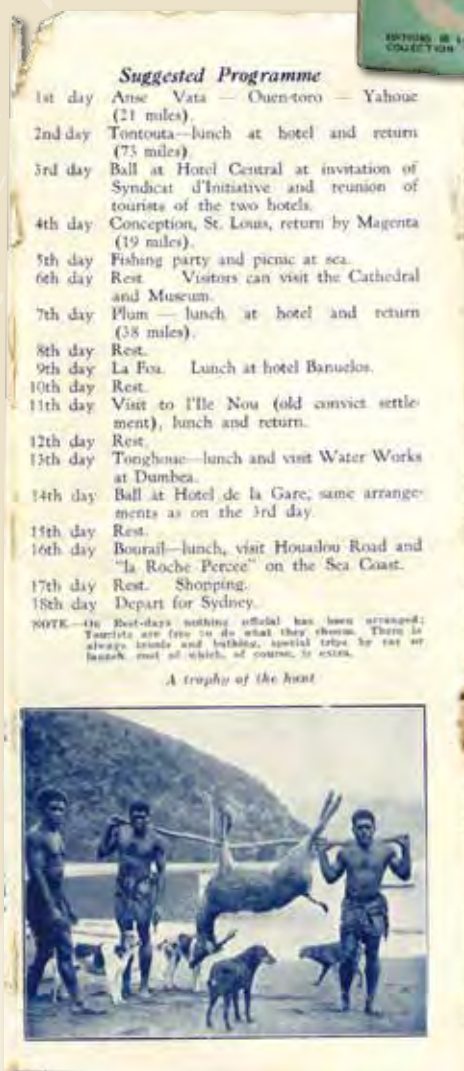 EDITIONS
COLLECTION
Suggested Programme
1st day Anse Vata — Ouen-toro — Yahoue
(21 miles).
2nd day Tontouta—lunch at hotel and return
(73 miles)
3rd day Ball at Hotel Central at invitation of
Syndicat d'Initiative and reunion of
tourists of the two hotels.
4th day Conception, St. Louis, return by Magenta
(19 miles).
5th day Fishing party and picnic at sea.
6th day Rest. Visitors can visit the Cathedral
and Museum.
7th day Plum — lunch at hotel and return
(38 miles).
8th day Rest.
9th day La Foa. Lunch at hotel Banuelos.
10th day Rest.
11th day Visit to l'Ile Nou (old convict settle-
ment), lunch and return.
12th day Rest.
13th day Tonghoue—lunch and visit Water Works
at Dumbea.
14th day Ball at Hotel de la Gare, same arrange-
ments as on the 3rd day.
15th day Rest.
16th day Bourail—lunch, visit Houailou Road and
"la Roche Percee" on the Sea Coast.
17th day Rest. Shopping.
18th day Depart for Sydney.
NOTE—On Rest-days nothing official has been arranged;
Tourists are free to do what they choose. There is
always tennis and bathing, special trips by car or
launch, cost of which, of course, is extra.
A trophy of the hunt